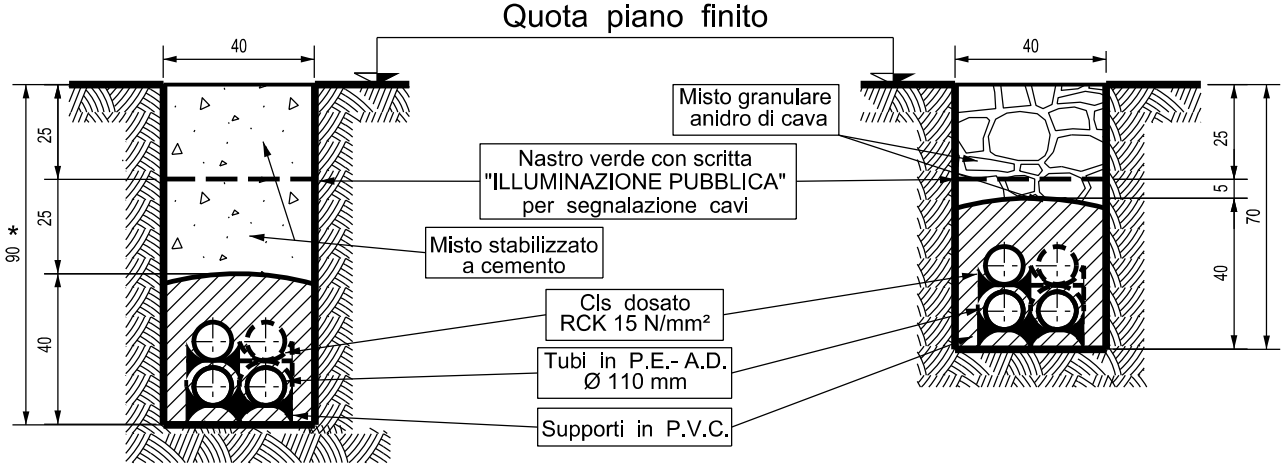 Quota piano finito
40
40
25
25
40
90 *
Misto granulare
anidro di cava
Nastro verde con scritta
"ILLUMINAZIONE PUBBLICA"
per segnalazione cavi
Misto stabilizzato
a cemento
Cls dosato
RCK 15 N/mm²
Tubi in P.E.- A.D.
Ø 110 mm
Supporti in P.V.C.
25
5
40
70